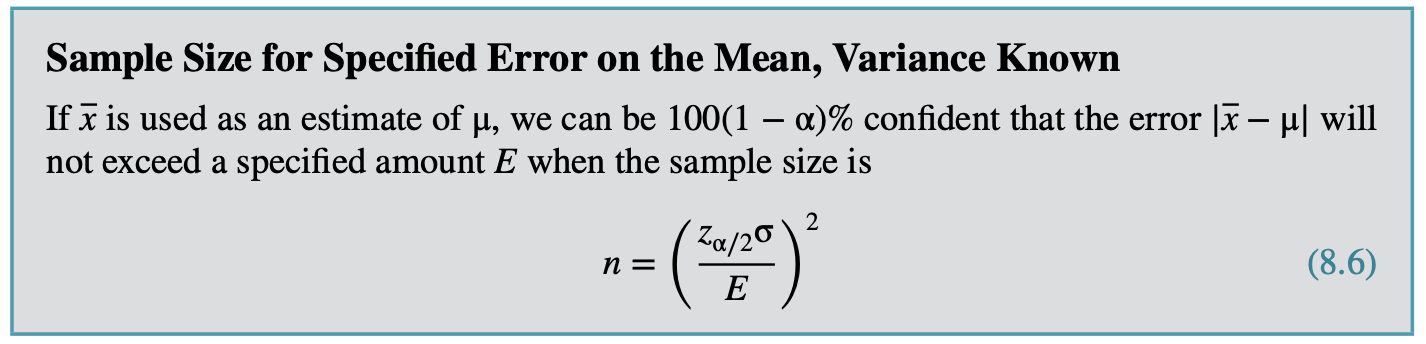 Sample Size for Specified Error on the Mean, Variance Known
If x̅ is used as an estimate of μ, we can be 100(1 − α)% confident that the error |x̅ − μ| will
not exceed a specified amount E when the sample size is
n = (zα/2σ / E)² (8.6)